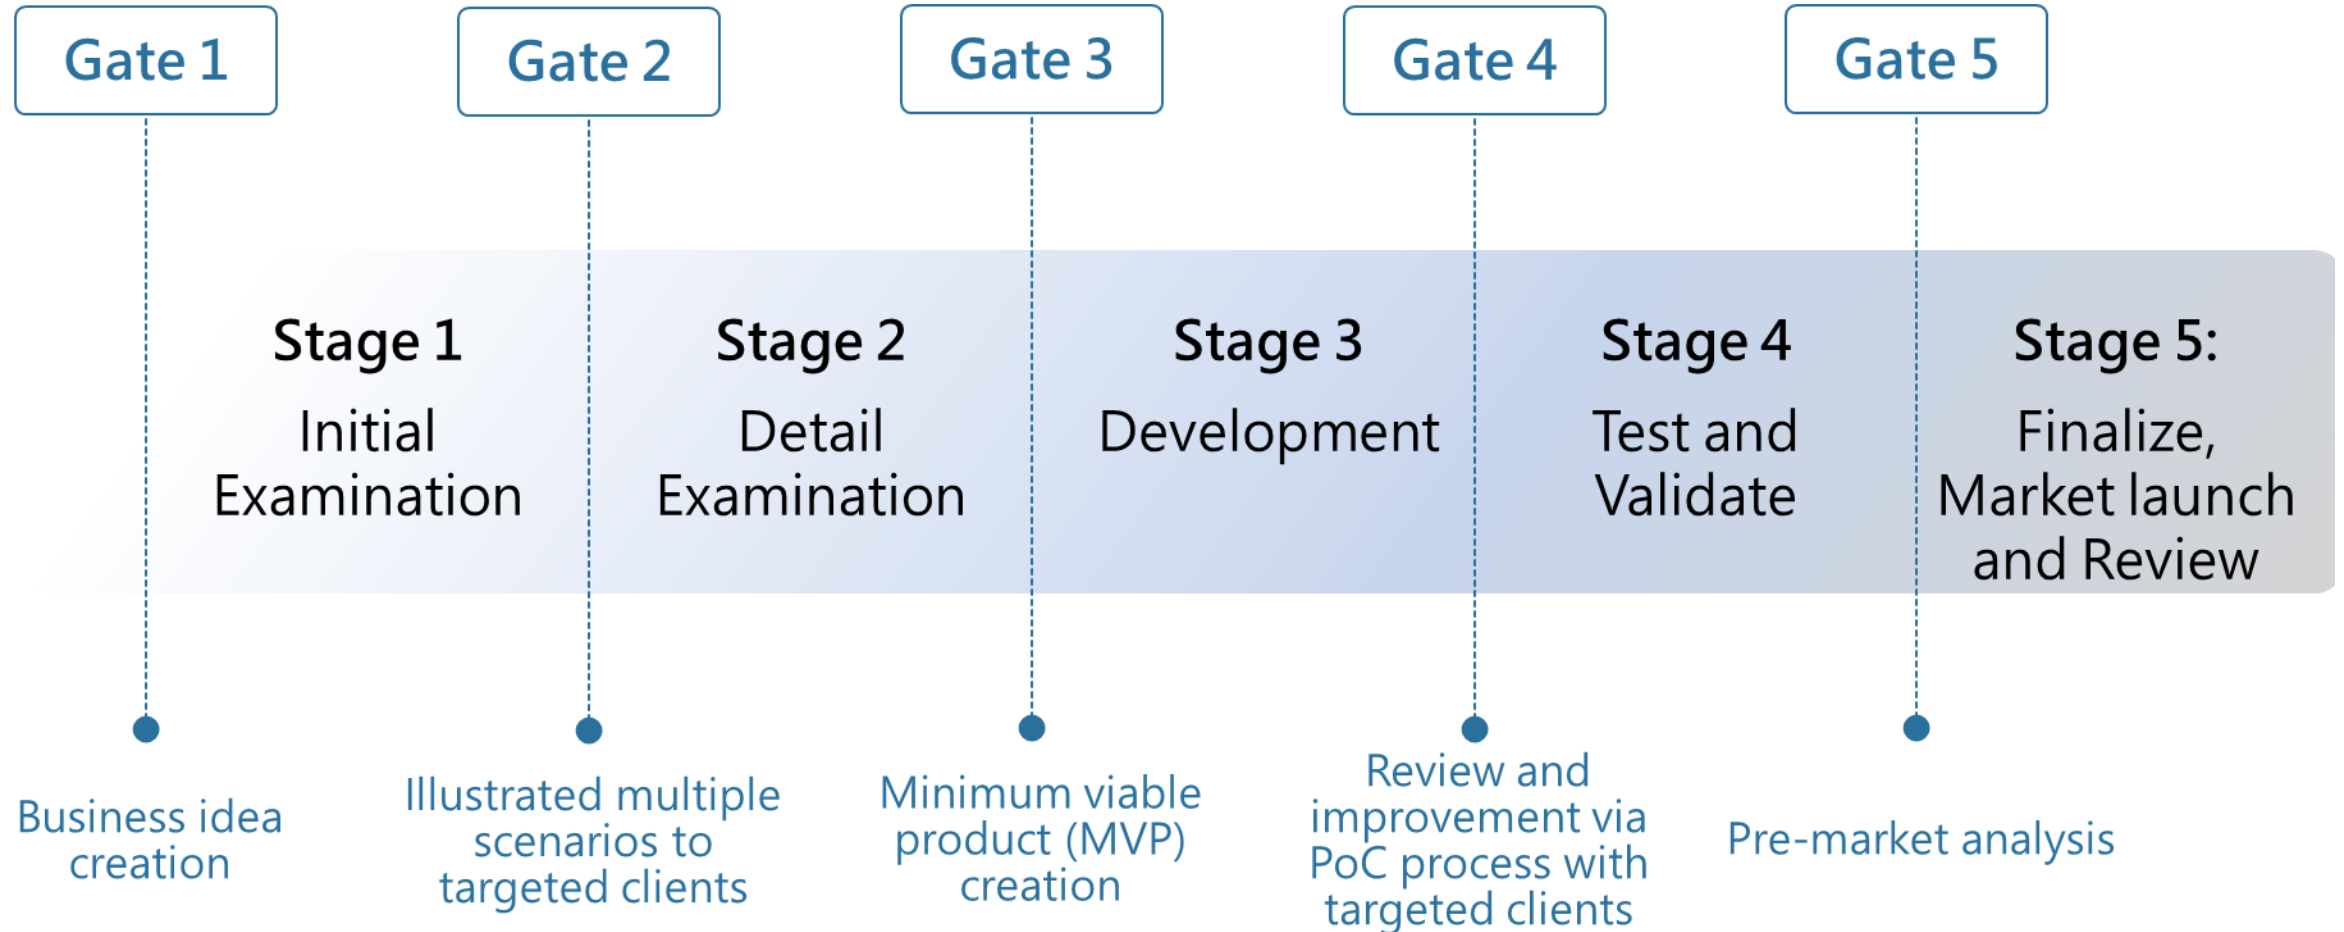 Gate 1
Gate 2
Gate 3
Gate 4
Gate 5
Stage 1
Initial
Examination
Stage 2
Detail
Examination
Stage 3
Development
Stage 4
Test and
Validate
Stage 5:
Finalize,
Market launch
and Review
Business idea
creation
Illustrated multiple
scenarios to
targeted clients
Minimum viable
product (MVP)
creation
Review and
improvement via
PoC process with
targeted clients
Pre-market analysis